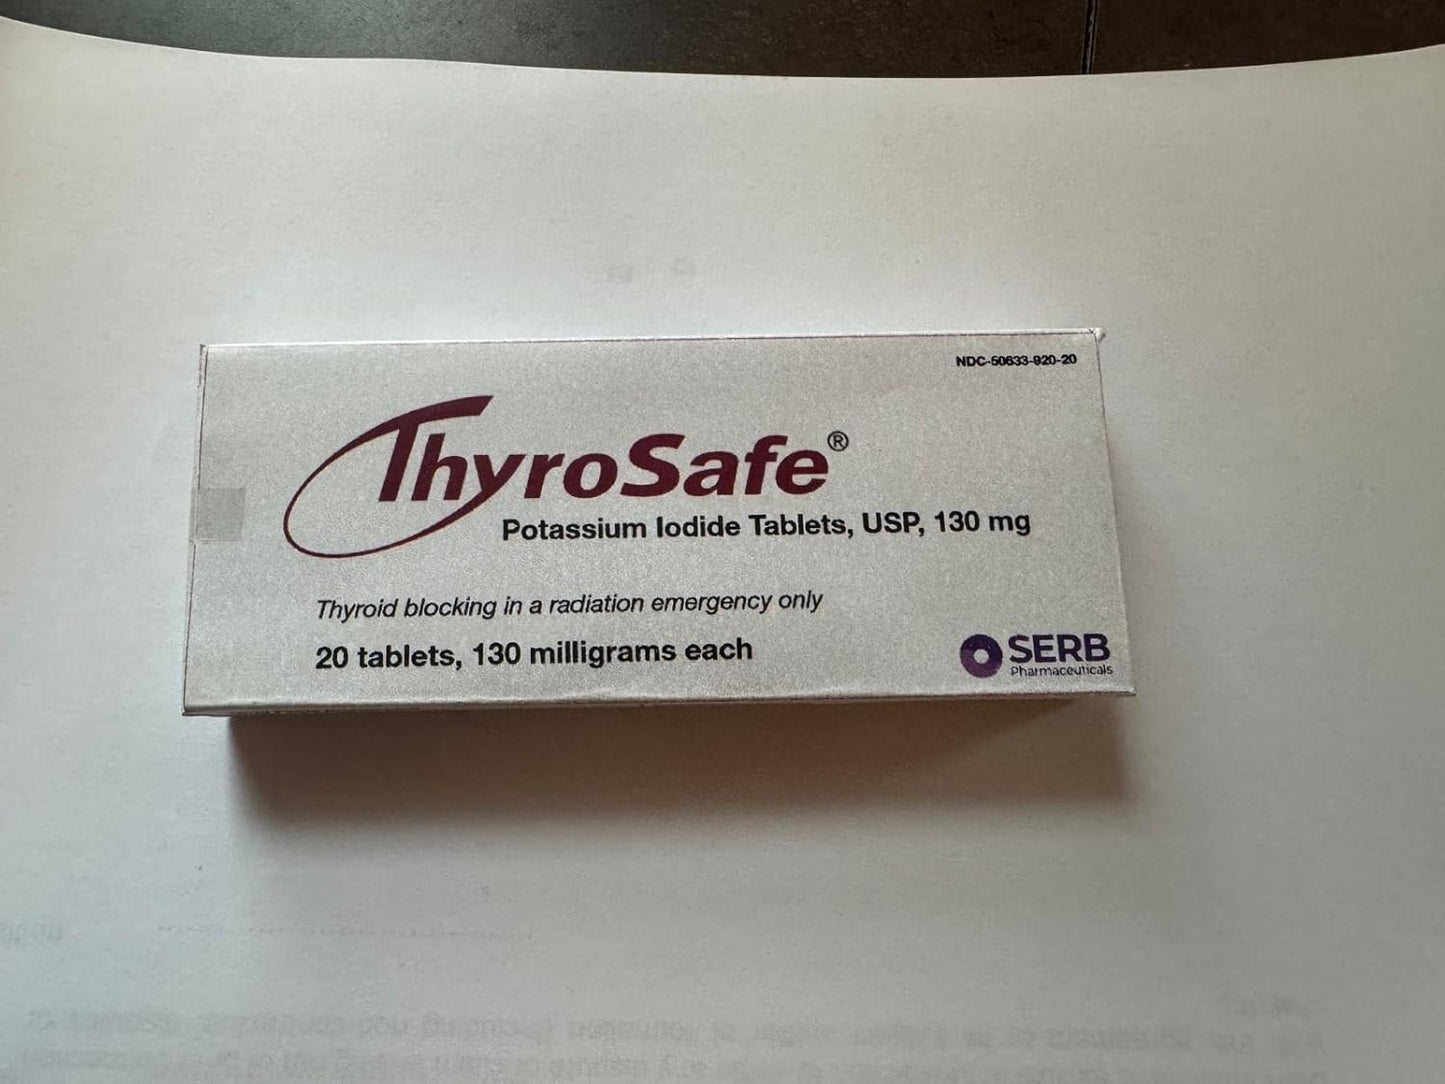 NDC-50633-920-20
ThyroSafe®
Potassium Iodide Tablets, USP, 130 mg
Thyroid blocking in a radiation emergency only
20 tablets, 130 milligrams each
SERB
Pharmaceuticals